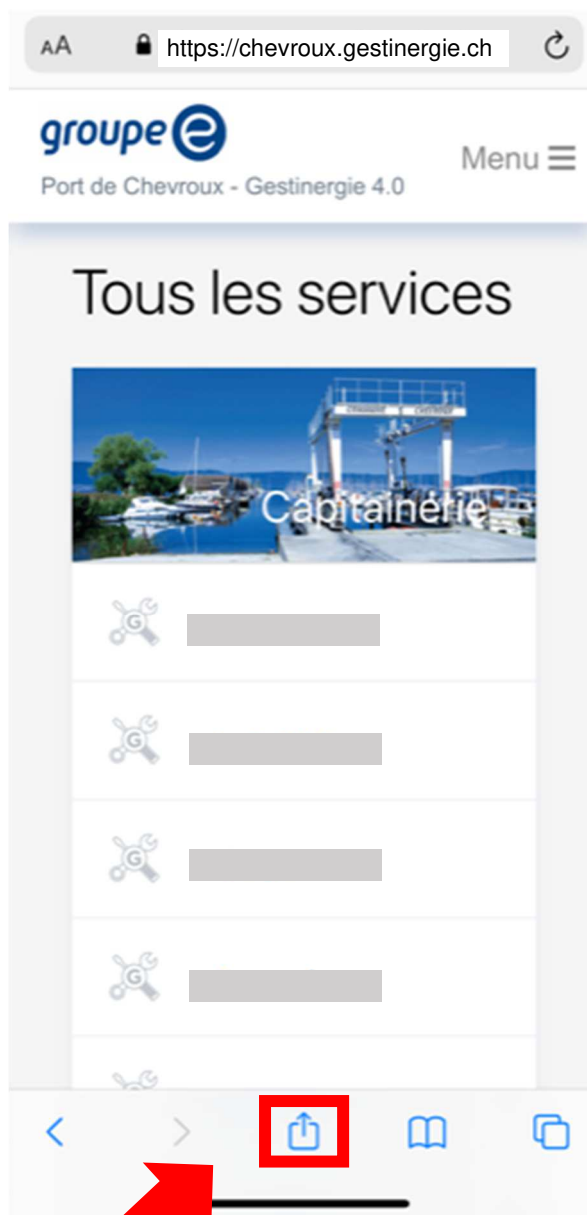 AA https://chevroux.gestinergie.ch
groupe e
Menu
Port de Chevroux - Gestinergie 4.0
Tous les services
Capitainerie
G
G
G
G